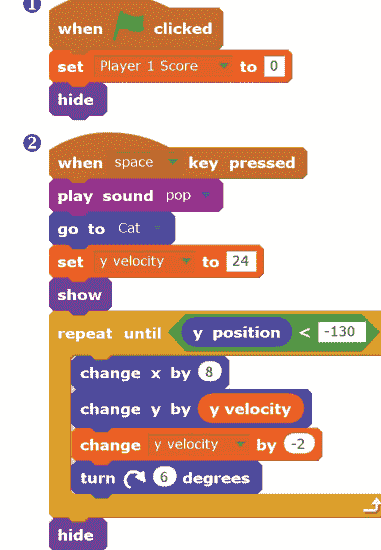 1
when clicked
set Player 1 Score to 0
hide
2
when space key pressed
play sound pop
go to Cat
set y velocity to 24
show
repeat until y position < -130
change x by 8
change y by y velocity
change y velocity by -2
turn 6 degrees
hide